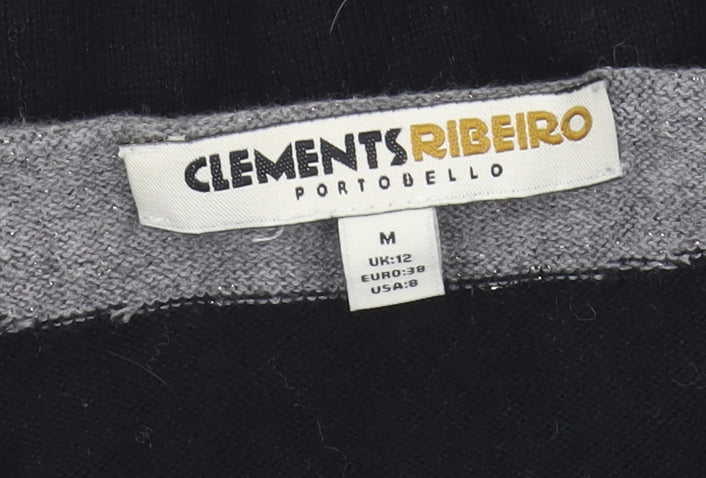 CLEMENTSRIBEIRO
PORTOBELLO
M
UK:12
EURO:38
USA:8